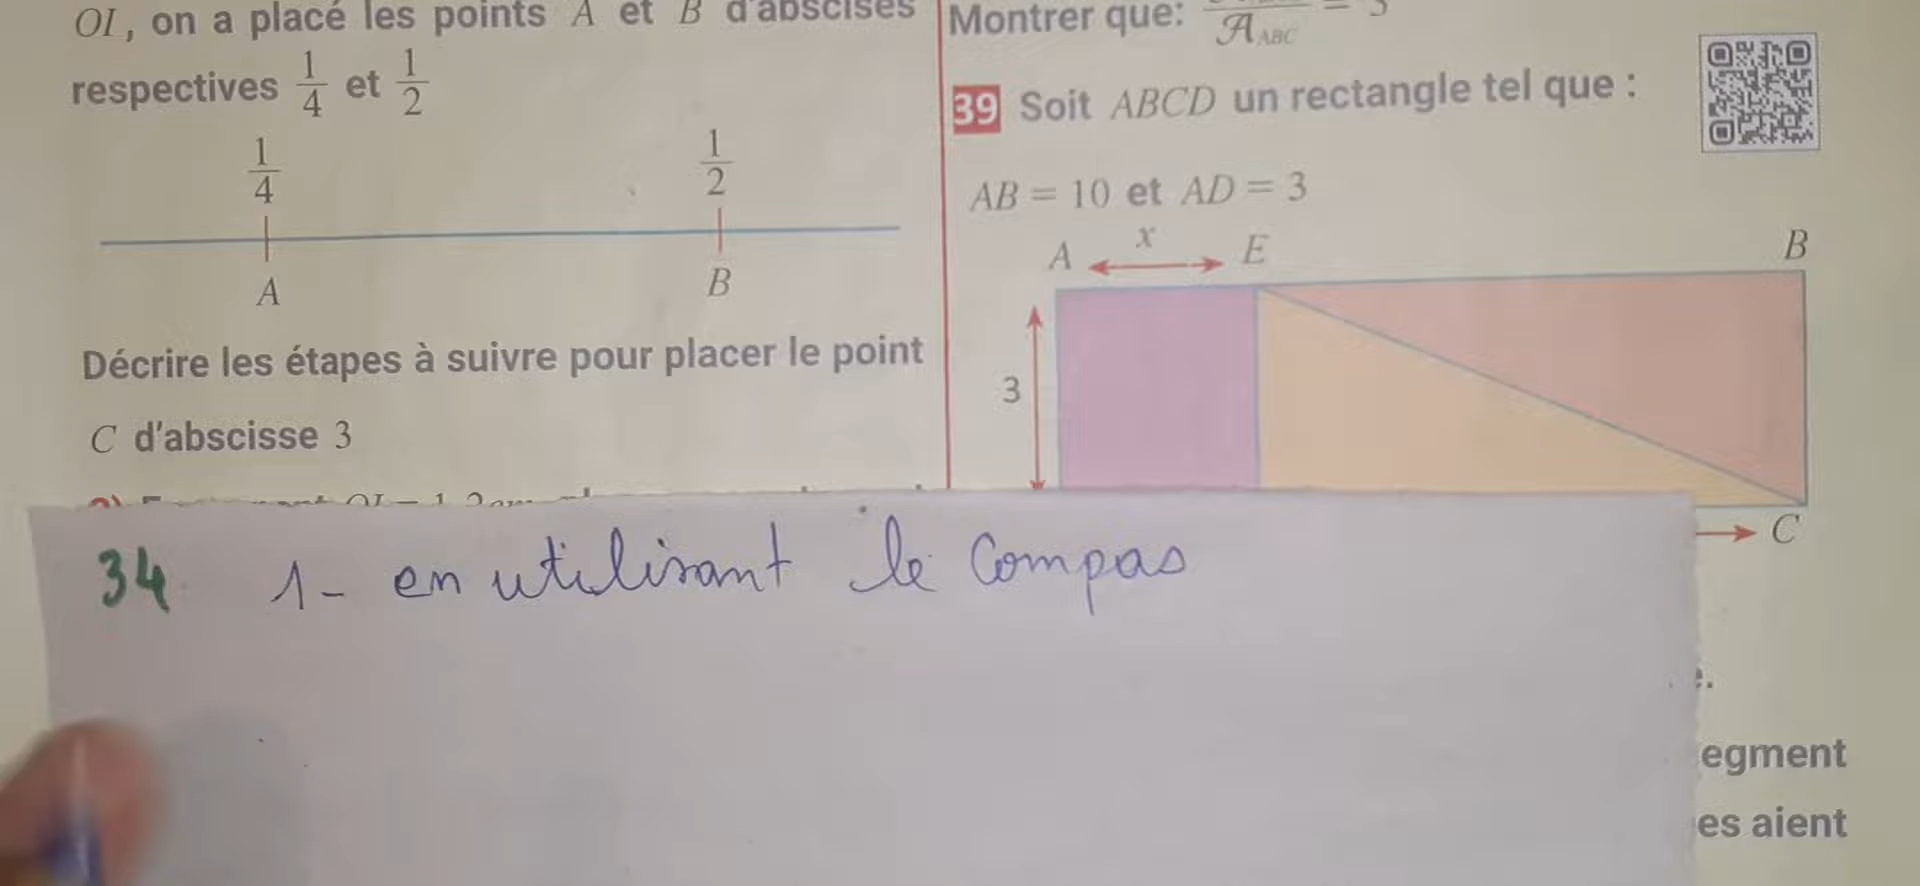 OI, on a placé les points A et B d'abscises
respectives 1/4 et 1/2
1/4
1/2
A
B
Décrire les étapes à suivre pour placer le point
C d'abscisse 3
Montrer que:
𝒜ABC
39 Soit ABCD un rectangle tel que :
AB = 10 et AD = 3
A
x
E
B
3
C
34 1- en utilisant le compas
egment
es aient